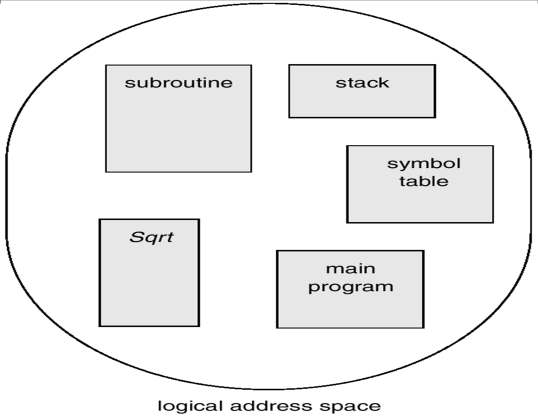 subroutine
stack
symbol
table
Sqrt
main
program
logical address space